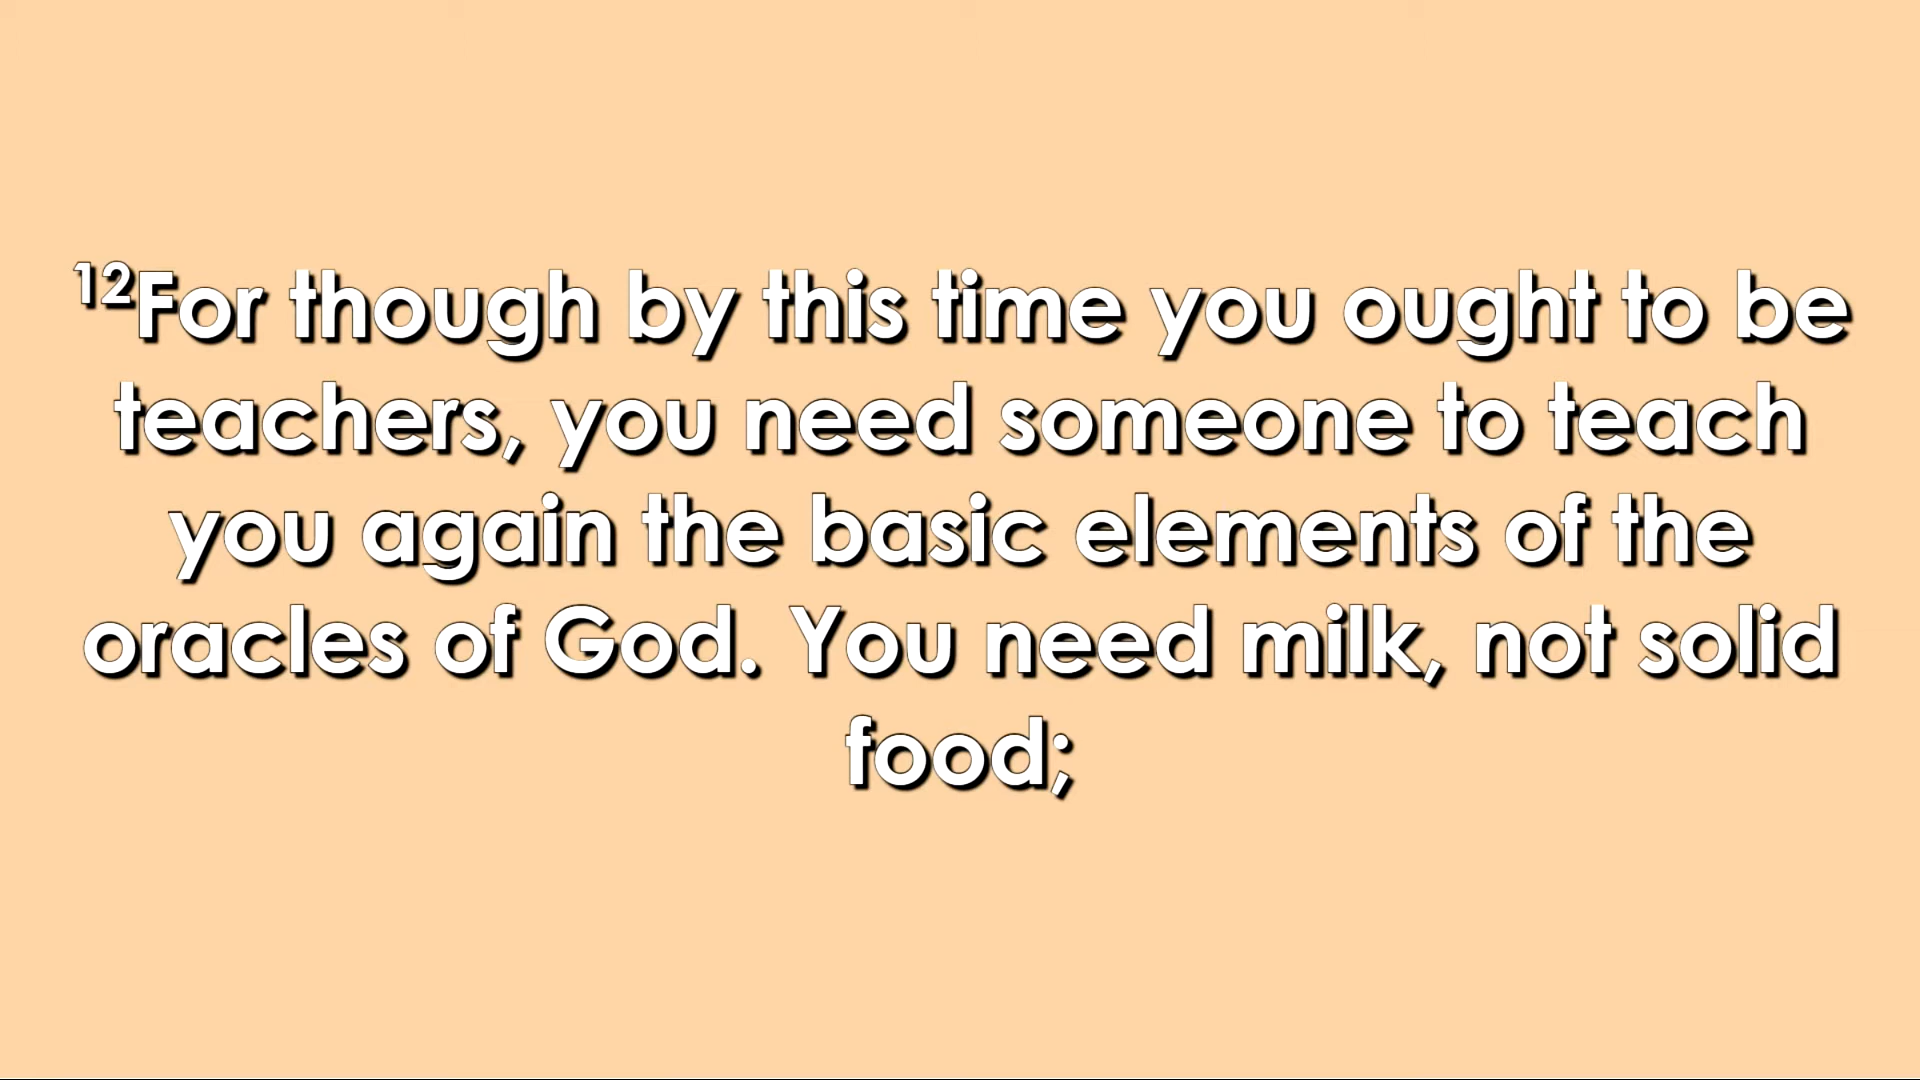 ¹²For though by this time you ought to be
teachers, you need someone to teach
you again the basic elements of the
oracles of God. You need milk, not solid
food;